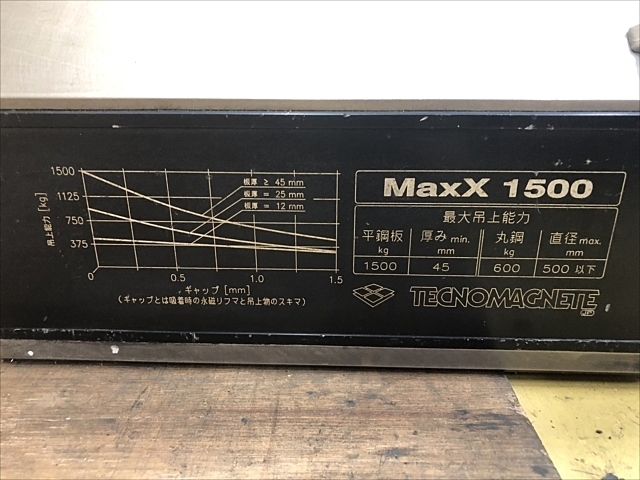 1500
1125
750
375
0
吊上能力 [kg]
板厚 ≥ 45 mm
板厚 = 25 mm
板厚 = 12 mm
0 0.5 1.0 1.5
ギャップ [mm]
(ギャップとは吸着時の永磁リフマと吊上物のスキマ)
MaxX 1500
最大吊上能力
平鋼板 kg 厚み min. mm 丸鋼 kg 直径 max. mm
1500 45 600 500 以下
TECNOMAGNETE
JP